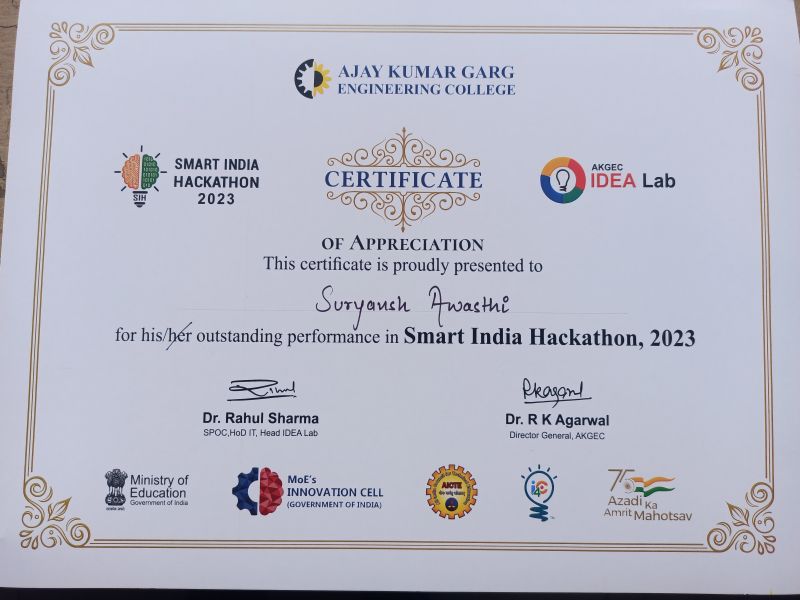 AJAY KUMAR GARG
ENGINEERING COLLEGE
SMART INDIA
HACKATHON
2023
SIH
CERTIFICATE
AKGEC
IDEA Lab
OF APPRECIATION
This certificate is proudly presented to
Suryansh Awasthi
for his/her outstanding performance in Smart India Hackathon, 2023
Dr. Rahul Sharma
SPOC,HoD IT, Head IDEA Lab
Dr. R K Agarwal
Director General, AKGEC
Ministry of
Education
Government of India
MoE's
INNOVATION CELL
(GOVERNMENT OF INDIA)
AICTE
75
Azadi
Ka
Amrit Mahotsav